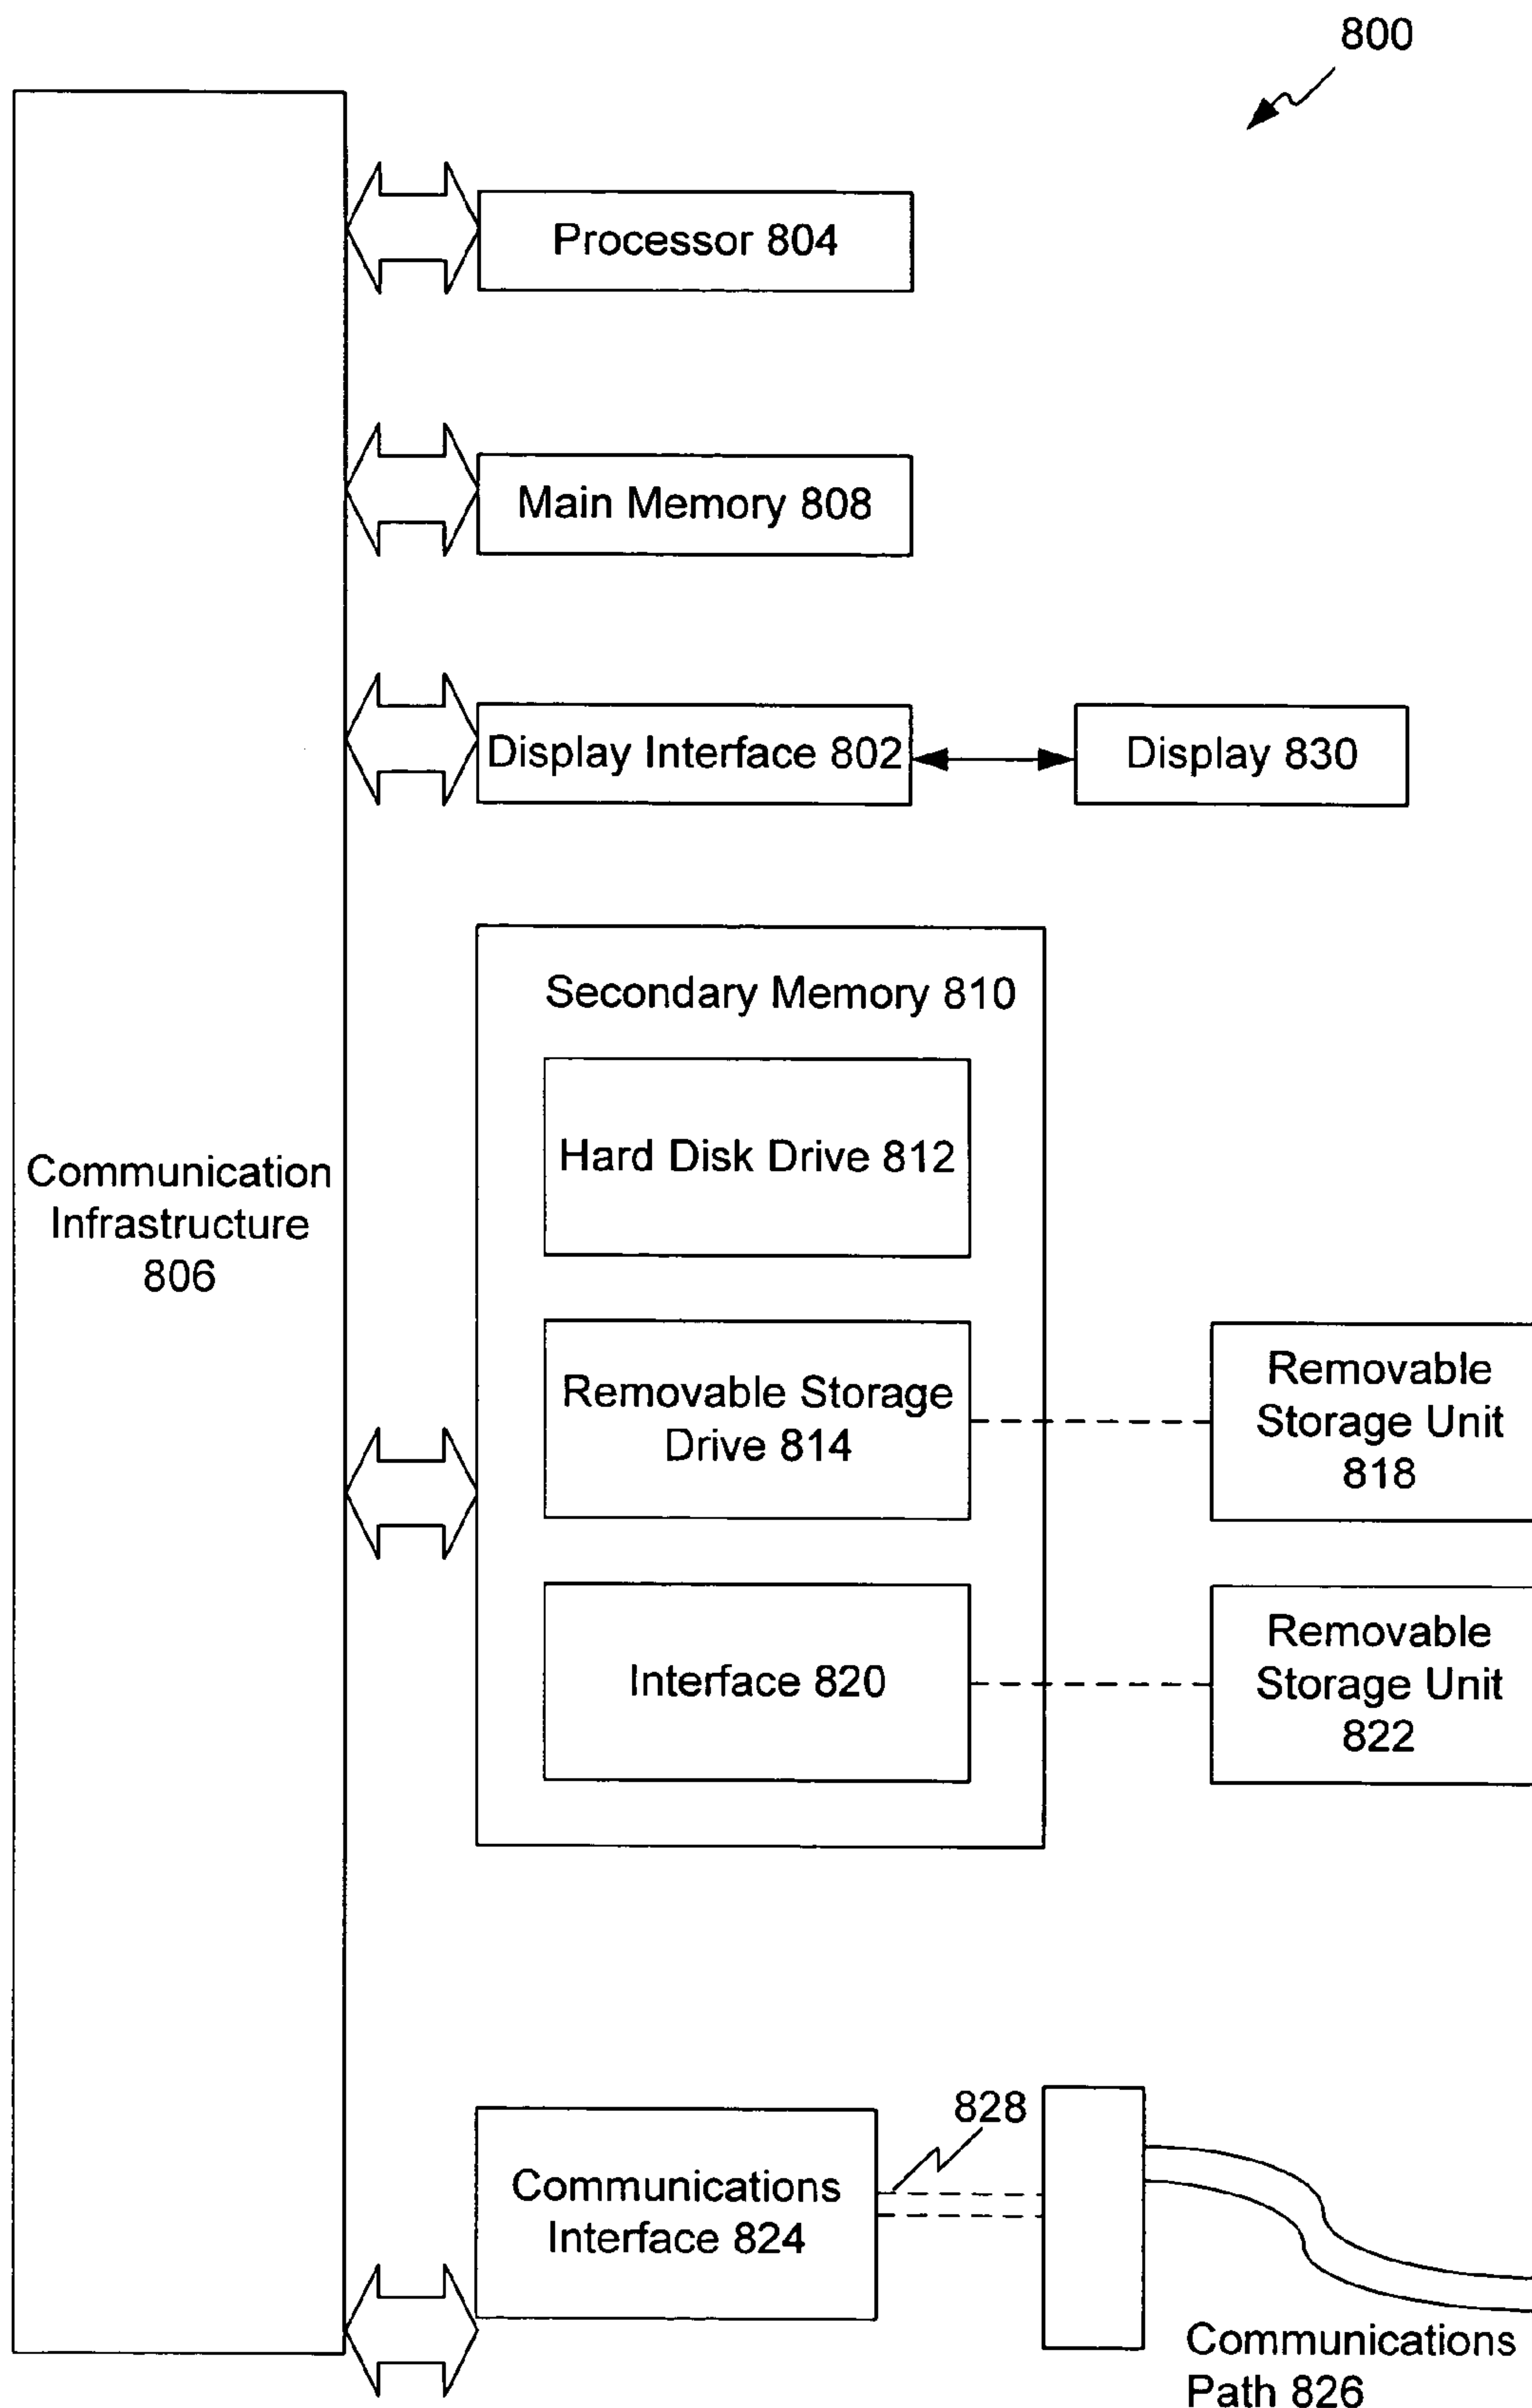 800
Processor 804
Main Memory 808
Display Interface 802
Display 830
Secondary Memory 810
Hard Disk Drive 812
Communication
Infrastructure
806
Removable Storage
Drive 814
Removable
Storage Unit
818
Interface 820
Removable
Storage Unit
822
828
Communications
Interface 824
Communications
Path 826